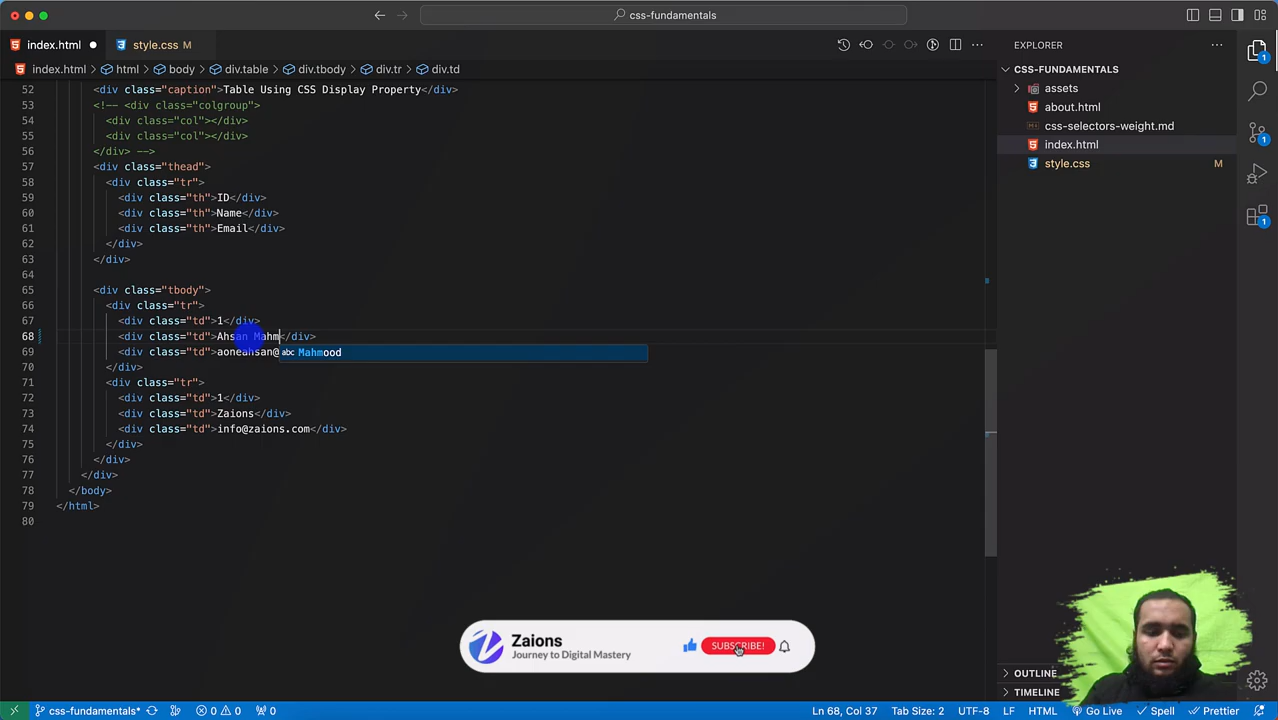 css-fundamentals
index.html
style.css M
index.html > html > body > div.table > div.tbody > div.tr > div.td
52 <div class="caption">Table Using CSS Display Property</div>
53 <!-- <div class="colgroup">
54 <div class="col"></div>
55 <div class="col"></div>
56 </div> -->
57 <div class="thead">
58 <div class="tr">
59 <div class="th">ID</div>
60 <div class="th">Name</div>
61 <div class="th">Email</div>
62 </div>
63 </div>
64
65 <div class="tbody">
66 <div class="tr">
67 <div class="td">1</div>
68 <div class="td">Ahsan Mahm</div>
abc Mahmood
69 <div class="td">aoneahsan@
70 </div>
71 <div class="tr">
72 <div class="td">1</div>
73 <div class="td">Zaions</div>
74 <div class="td">info@zaions.com</div>
75 </div>
76 </div>
77 </div>
78 </body>
79 </html>
80
EXPLORER
CSS-FUNDAMENTALS
assets
about.html
css-selectors-weight.md
index.html
style.css M
1
1
1
OUTLINE
TIMELINE
Zaions
Journey to Digital Mastery
SUBSCRIBE!
css-fundamentals* 0 0 0 Ln 68, Col 37 Tab Size: 2 UTF-8 LF HTML Go Live Spell Prettier